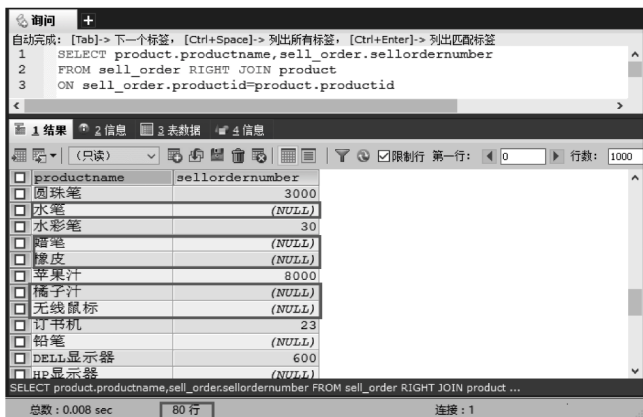 询问
自动完成: [Tab]-> 下一个标签， [Ctrl+Space]-> 列出所有标签， [Ctrl+Enter]-> 列出匹配标签
1 SELECT product.productname,sell_order.sellordernumber
2 FROM sell_order RIGHT JOIN product
3 ON sell_order.productid=product.productid
1 结果 2 信息 3 表数据 4 信息
(只读) 限制行 第一行: 0 行数: 1000
productname sellordernumber
圆珠笔 3000
水笔 (NULL)
水彩笔 30
蜡笔 (NULL)
橡皮 (NULL)
苹果汁 8000
橘子汁 (NULL)
无线鼠标 (NULL)
订书机 23
铅笔 (NULL)
DELL显示器 600
HP显示器 (NULL)
SELECT product.productname,sell_order.sellordernumber FROM sell_order RIGHT JOIN product ...
总数: 0.008 sec 80 行 连接: 1